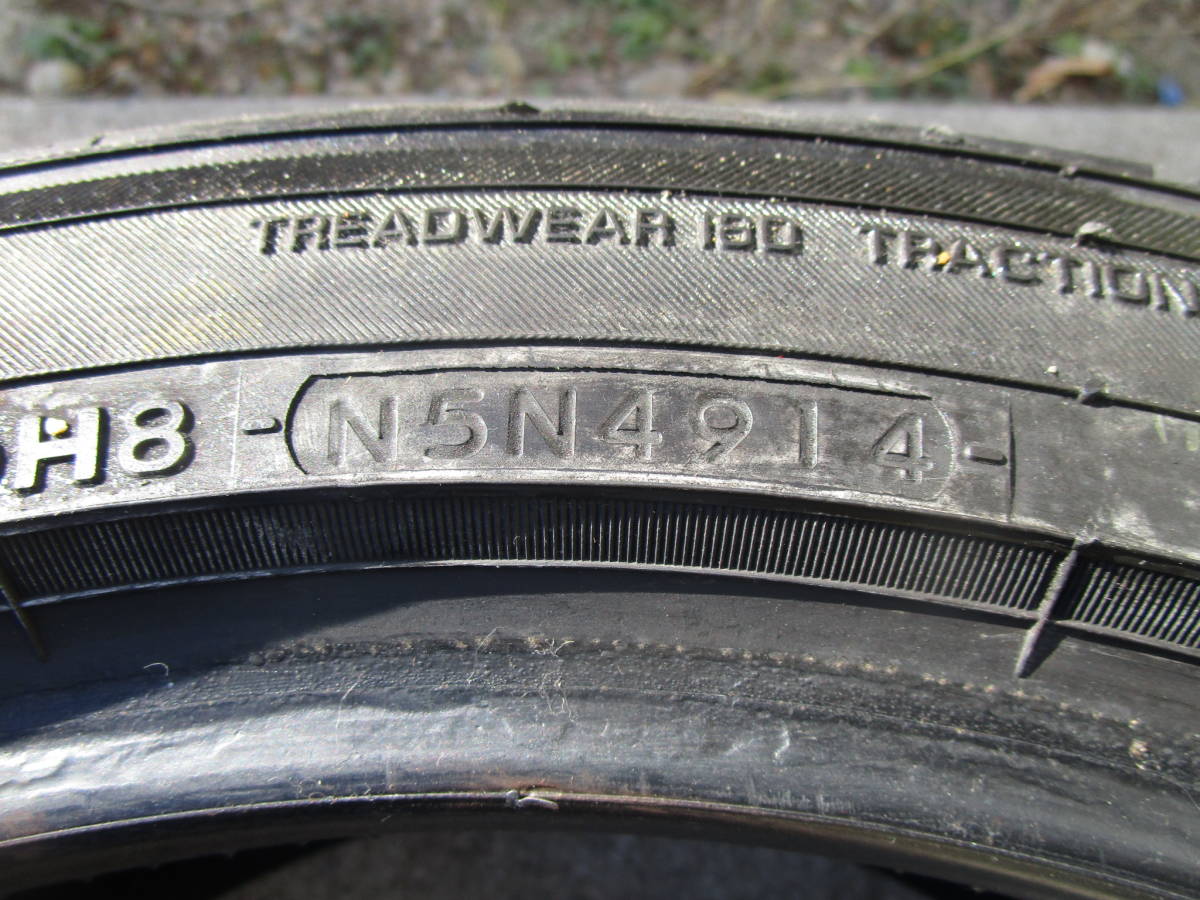 TREADWEAR 180 TRACTION
H8 - N5N4914 -